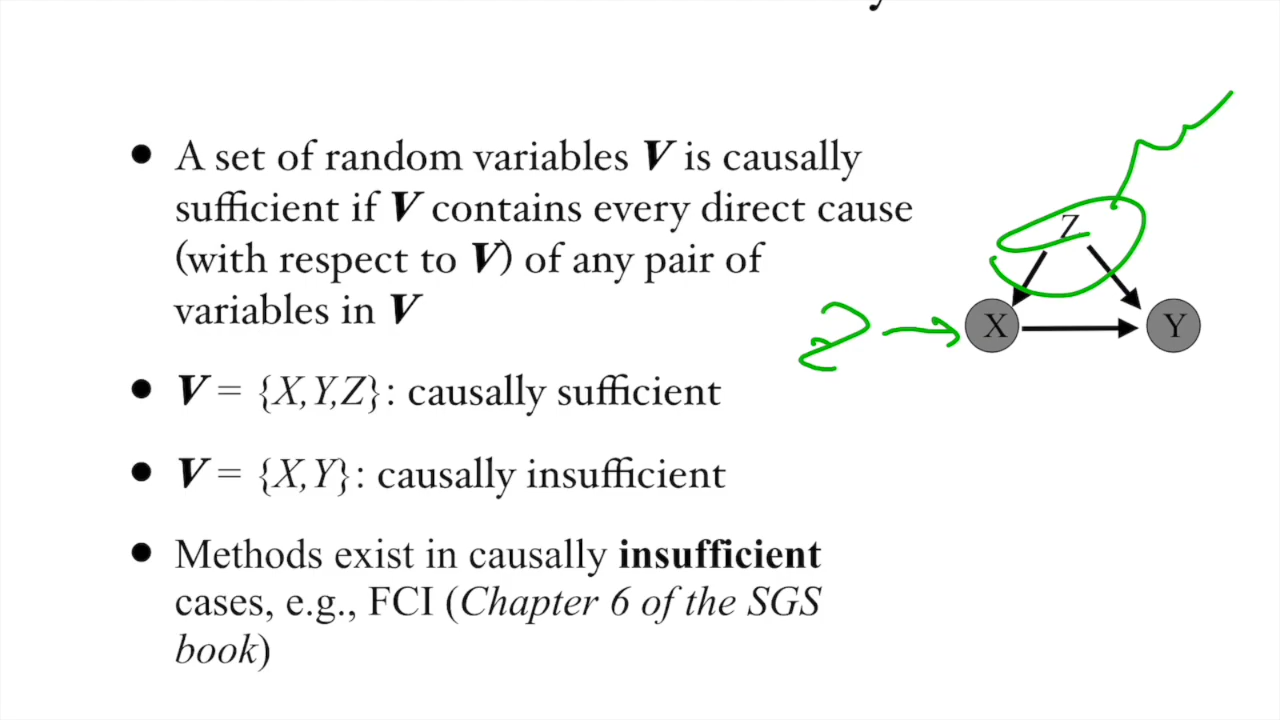 A set of random variables V is causally
sufficient if V contains every direct cause
(with respect to V) of any pair of
variables in V
V = {X,Y,Z}: causally sufficient
V = {X,Y}: causally insufficient
Methods exist in causally insufficient
cases, e.g., FCI (Chapter 6 of the SGS
book)
Z
X
Y